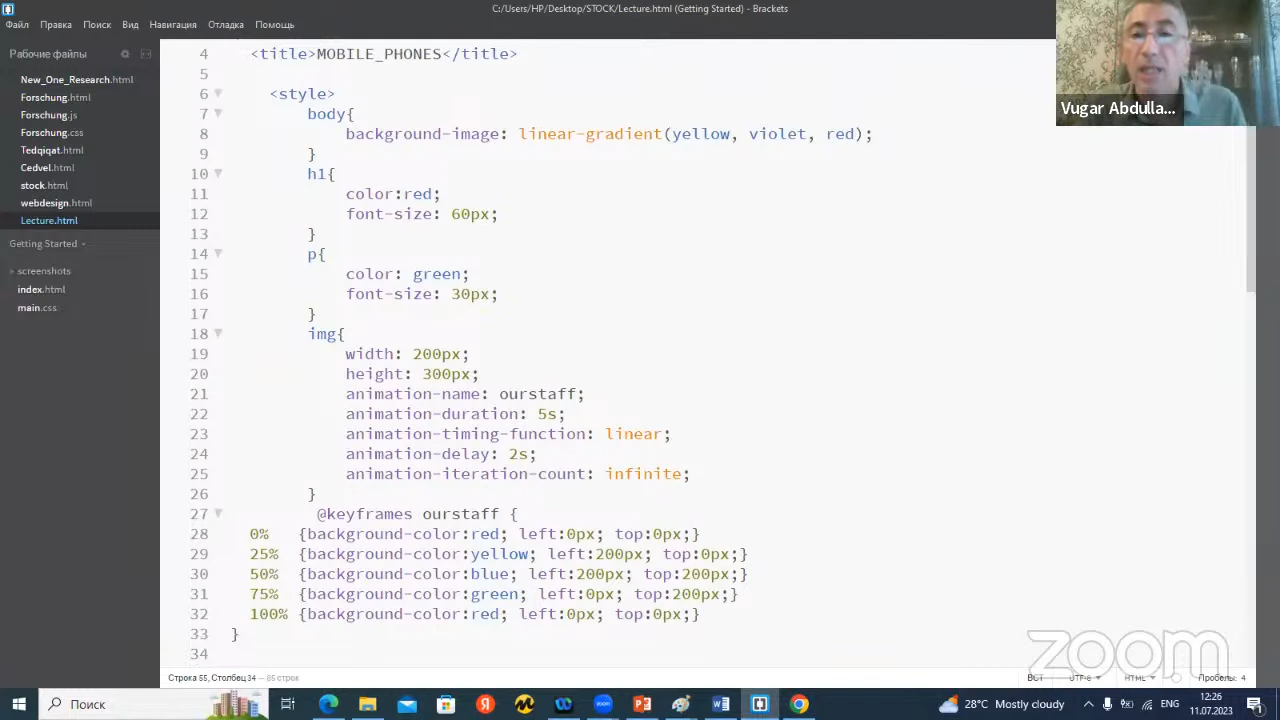 C:/Users/HP/Desktop/STOCK/Lecture.html (Getting Started) - Brackets
Файл Правка Поиск Вид Навигация Отладка Помощь
Рабочие файлы
New_One_Research.html
Forschung.html
Forschung.js
Forschung.css
Tedqiqat.html
Cedvel.html
stock.html
webdesign.html
Lecture.html
Getting Started
screenshots
index.html
main.css
4 <title>MOBILE_PHONES</title>
5
6 <style>
7 body{
8 background-image: linear-gradient(yellow, violet, red);
9 }
10 h1{
11 color:red;
12 font-size: 60px;
13 }
14 p{
15 color: green;
16 font-size: 30px;
17 }
18 img{
19 width: 200px;
20 height: 300px;
21 animation-name: ourstaff;
22 animation-duration: 5s;
23 animation-timing-function: linear;
24 animation-delay: 2s;
25 animation-iteration-count: infinite;
26 }
27 @keyframes ourstaff {
28 0% {background-color:red; left:0px; top:0px;}
29 25% {background-color:yellow; left:200px; top:0px;}
30 50% {background-color:blue; left:200px; top:200px;}
31 75% {background-color:green; left:0px; top:200px;}
32 100% {background-color:red; left:0px; top:0px;}
33 }
34
Vugar Abdulla...
zoom
Строка 55, Столбец 34 — 85 строк
ВСТ UTF-8 HTML Пробелы: 4
Поиск
28°C Mostly cloudy
ENG
12:26
11.07.2023